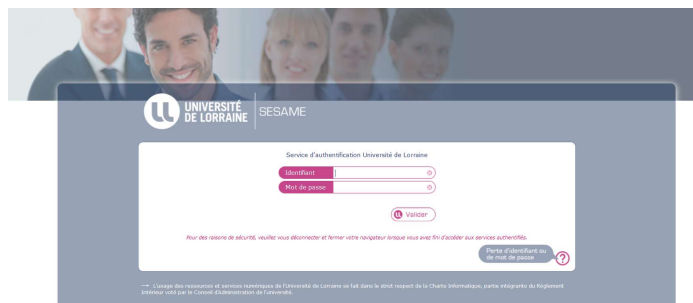 UNIVERSITÉ
DE LORRAINE
SESAME
Service d'authentification Université de Lorraine
Identifiant
Mot de passe
Valider
Pour des raisons de sécurité, veuillez vous déconnecter et fermer votre navigateur lorsque vous avez fini d'accéder aux services authentifiés.
Perte d'identifiant ou
de mot de passe
?
→ L'usage des ressources et services numériques de l'Université de Lorraine se fait dans le strict respect de la Charte Informatique, partie intégrante du Règlement
Intérieur voté par le Conseil d'Administration de l'université.